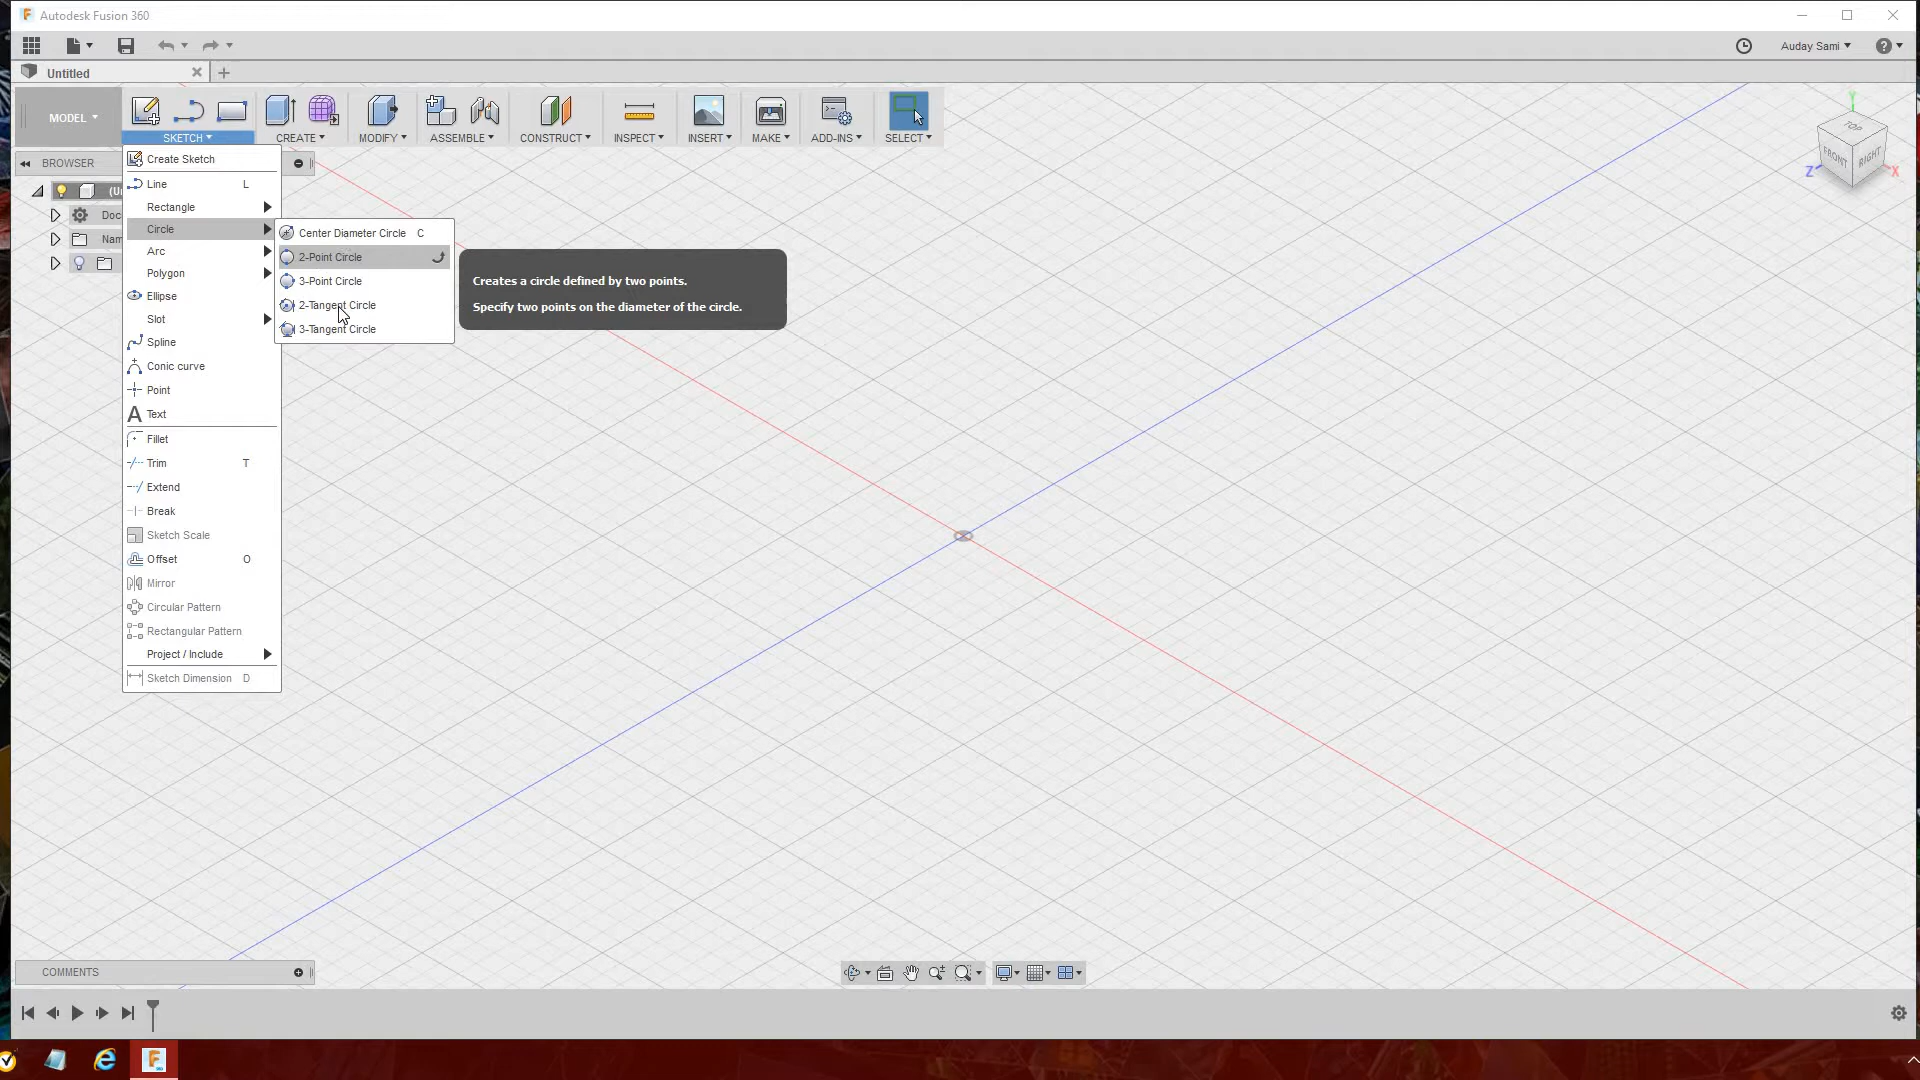 Autodesk Fusion 360
Auday Sami
?
Untitled
MODEL
SKETCH
CREATE
MODIFY
ASSEMBLE
CONSTRUCT
INSPECT
INSERT
MAKE
ADD-INS
SELECT
BROWSER
Create Sketch
Line L
Rectangle
Circle
Arc
Polygon
Ellipse
Slot
Spline
Conic curve
Point
Text
Fillet
Trim T
Extend
Break
Sketch Scale
Offset O
Mirror
Circular Pattern
Rectangular Pattern
Project / Include
Sketch Dimension D
(Un
Doc
Nam
Center Diameter Circle C
2-Point Circle
3-Point Circle
2-Tangent Circle
3-Tangent Circle
Creates a circle defined by two points.
Specify two points on the diameter of the circle.
Y
TOP
FRONT
RIGHT
Z
X
COMMENTS